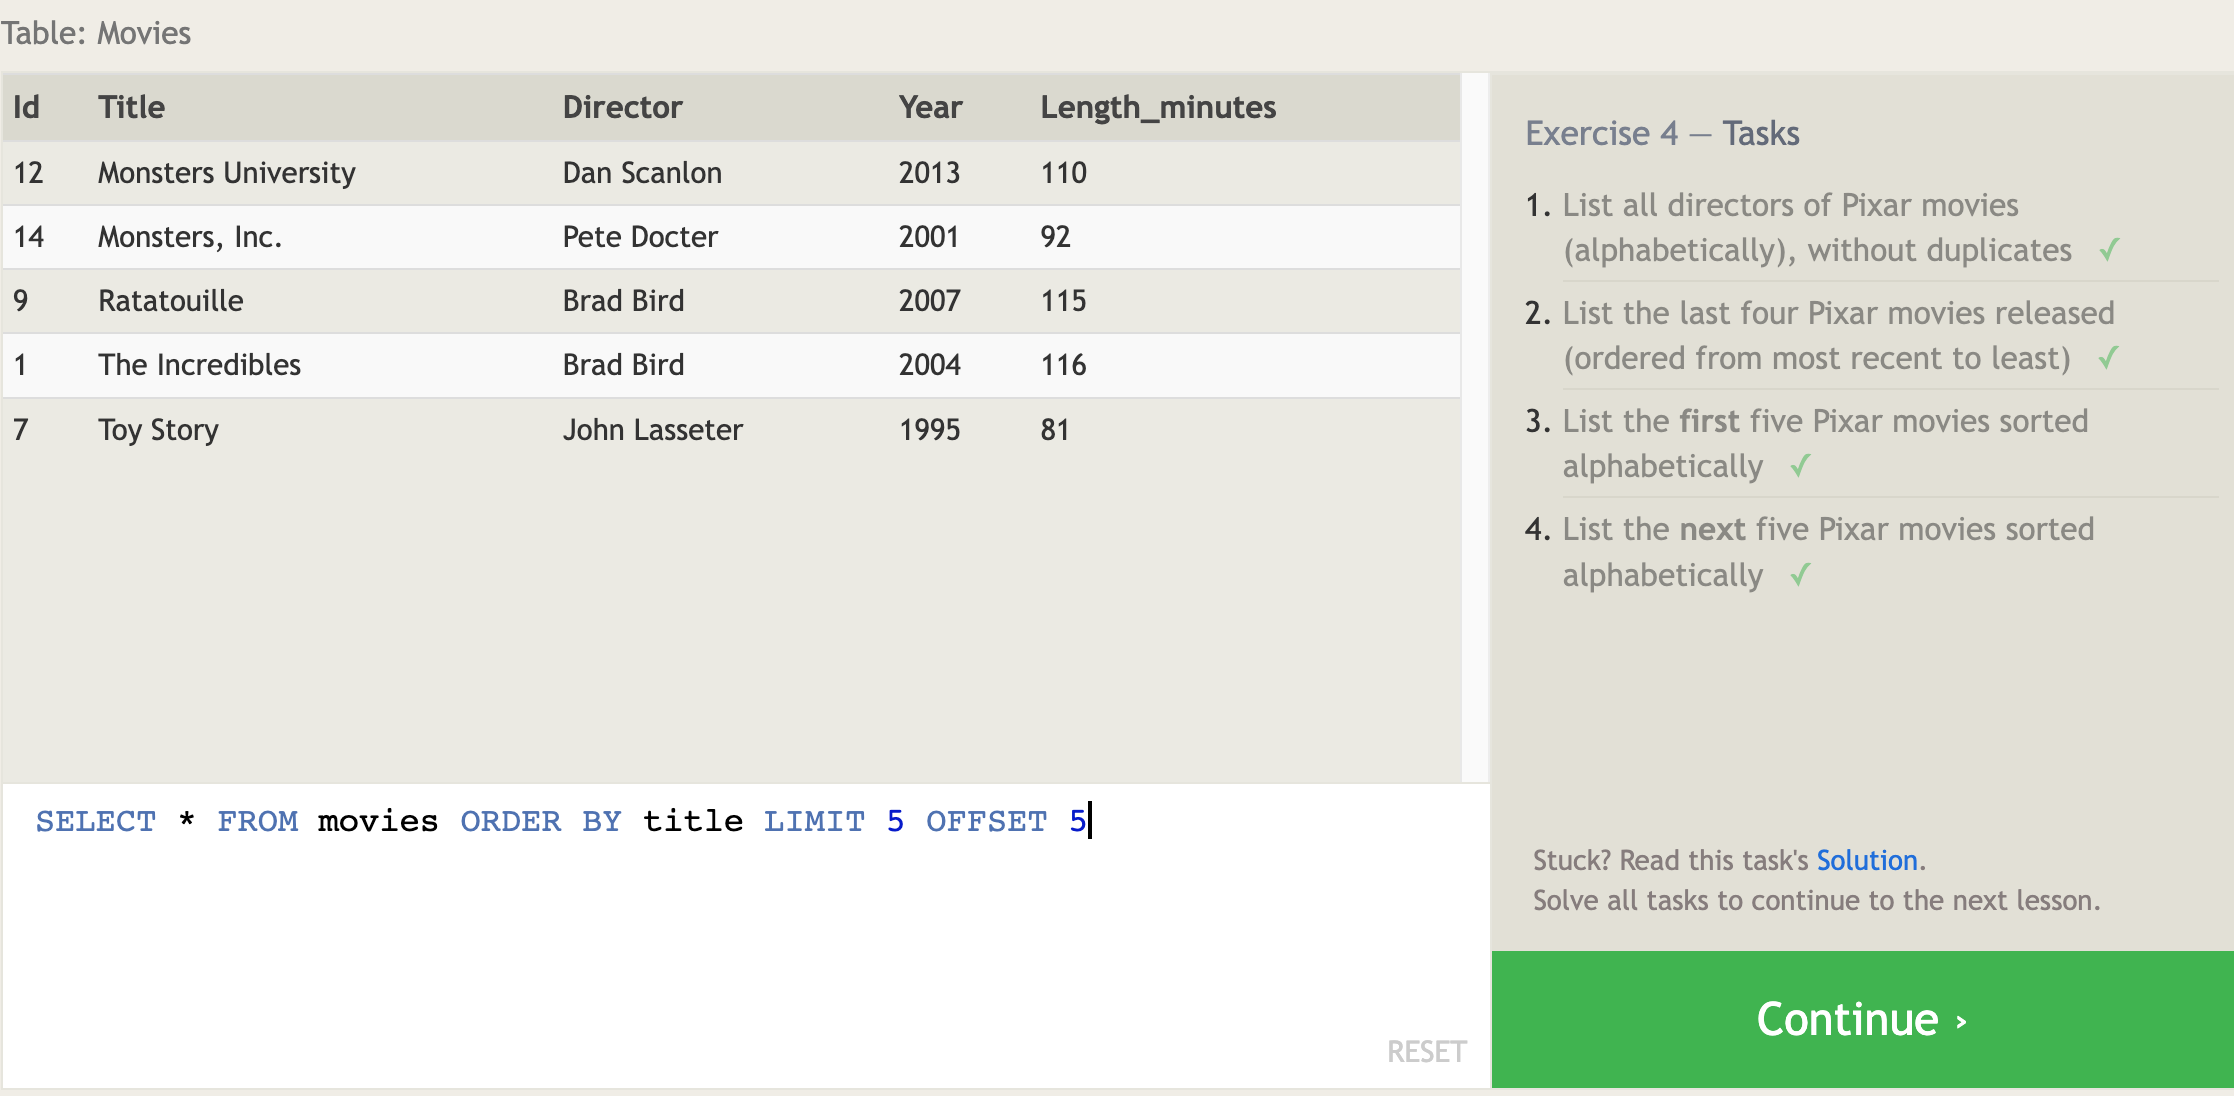 Table: Movies
Id Title Director Year Length_minutes
12 Monsters University Dan Scanlon 2013 110
14 Monsters, Inc. Pete Docter 2001 92
9 Ratatouille Brad Bird 2007 115
1 The Incredibles Brad Bird 2004 116
7 Toy Story John Lasseter 1995 81
SELECT * FROM movies ORDER BY title LIMIT 5 OFFSET 5
RESET
Exercise 4 — Tasks
1. List all directors of Pixar movies
(alphabetically), without duplicates ✓
2. List the last four Pixar movies released
(ordered from most recent to least) ✓
3. List the first five Pixar movies sorted
alphabetically ✓
4. List the next five Pixar movies sorted
alphabetically ✓
Stuck? Read this task's Solution.
Solve all tasks to continue to the next lesson.
Continue ›